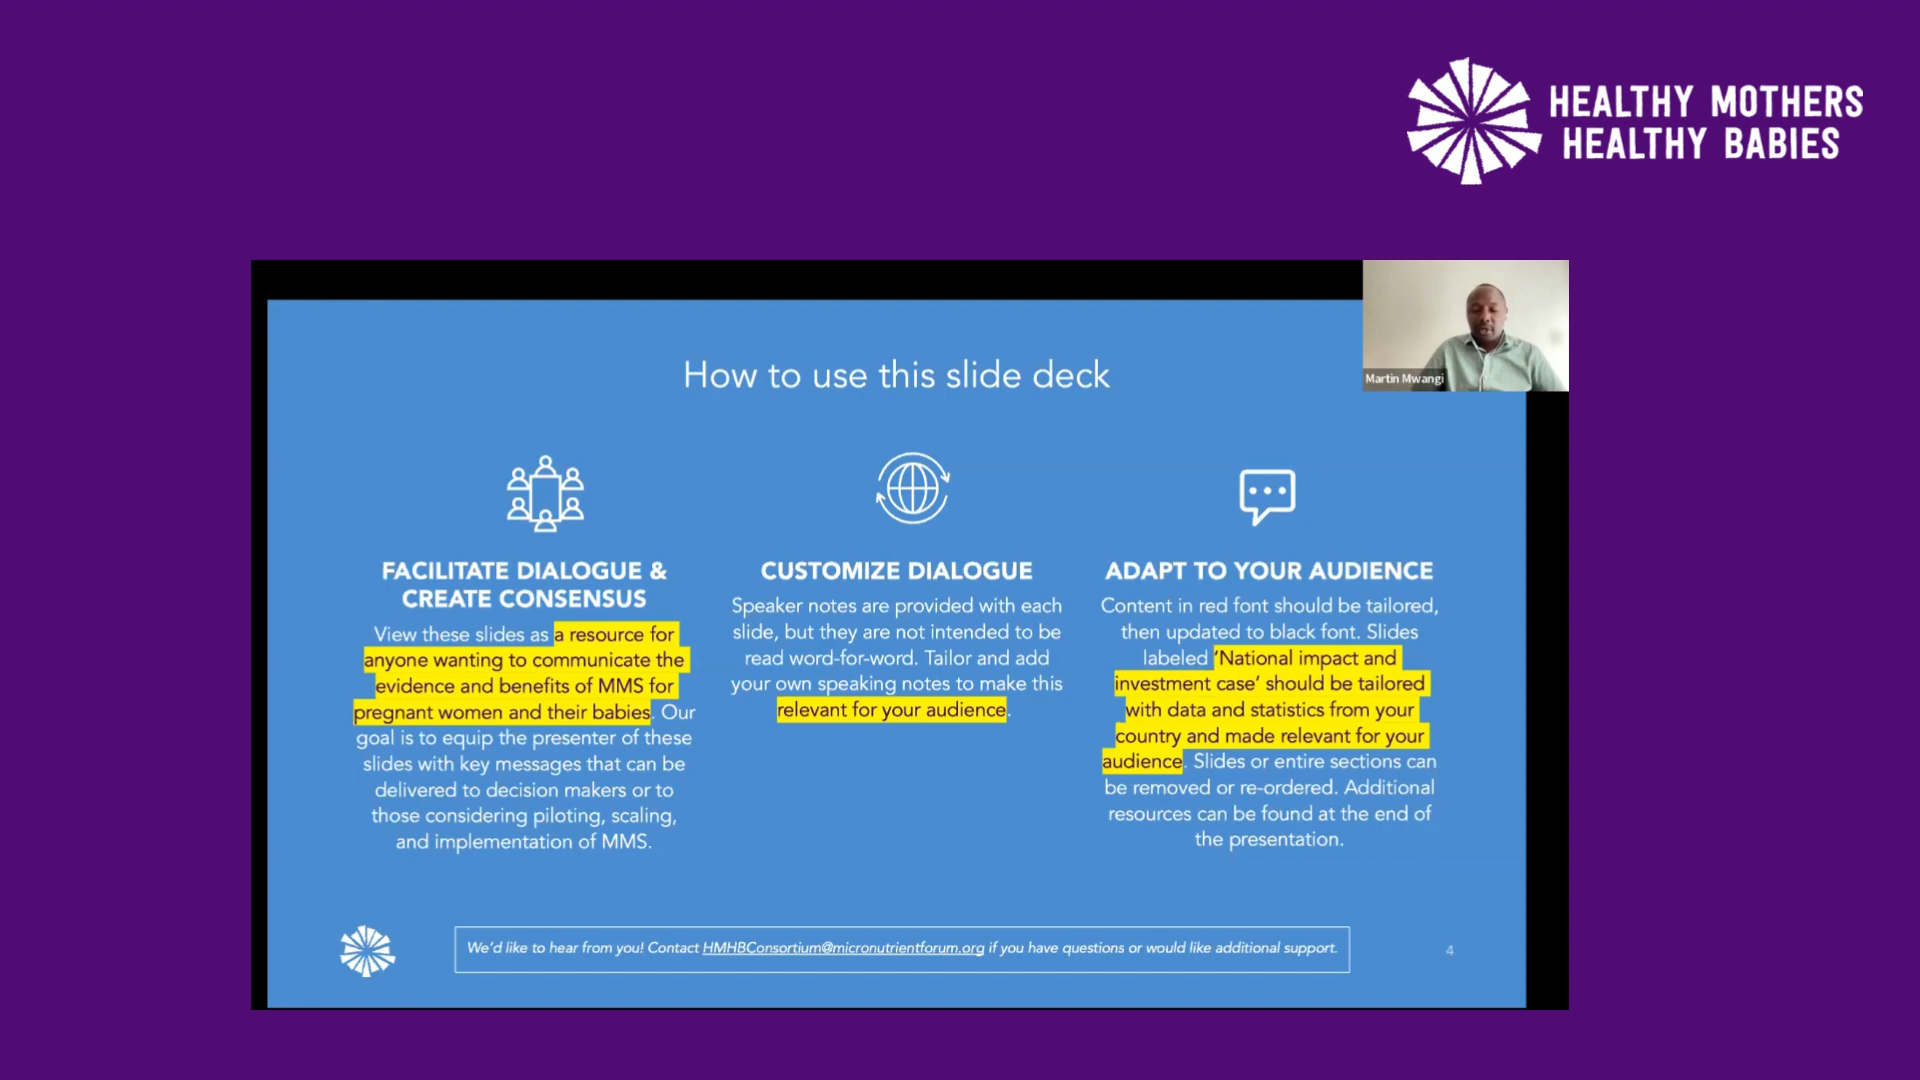 HEALTHY MOTHERS
HEALTHY BABIES
Martin Mwangi
How to use this slide deck
FACILITATE DIALOGUE &
CREATE CONSENSUS
View these slides as a resource for
anyone wanting to communicate the
evidence and benefits of MMS for
pregnant women and their babies. Our
goal is to equip the presenter of these
slides with key messages that can be
delivered to decision makers or to
those considering piloting, scaling,
and implementation of MMS.
CUSTOMIZE DIALOGUE
Speaker notes are provided with each
slide, but they are not intended to be
read word-for-word. Tailor and add
your own speaking notes to make this
relevant for your audience.
ADAPT TO YOUR AUDIENCE
Content in red font should be tailored,
then updated to black font. Slides
labeled ‘National impact and
investment case’ should be tailored
with data and statistics from your
country and made relevant for your
audience. Slides or entire sections can
be removed or re-ordered. Additional
resources can be found at the end of
the presentation.
We’d like to hear from you! Contact HMHBConsortium@micronutrientforum.org if you have questions or would like additional support.
4